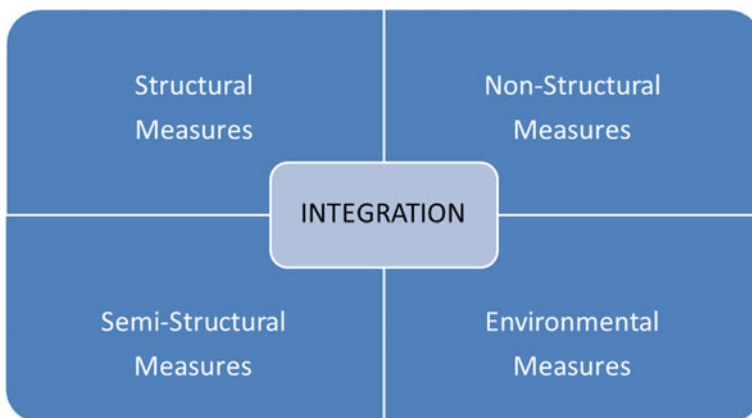 Structural
Measures
Non-Structural
Measures
INTEGRATION
Semi-Structural
Measures
Environmental
Measures